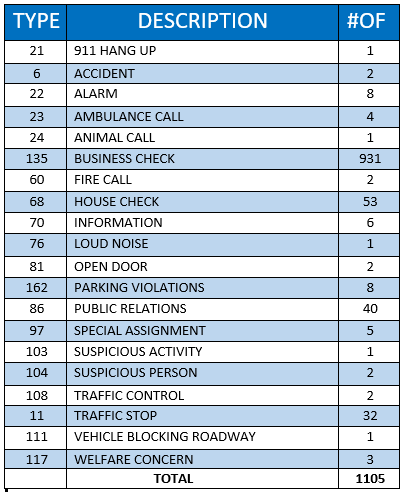 TYPE DESCRIPTION #OF
21 911 HANG UP 1
6 ACCIDENT 2
22 ALARM 8
23 AMBULANCE CALL 4
24 ANIMAL CALL 1
135 BUSINESS CHECK 931
60 FIRE CALL 2
68 HOUSE CHECK 53
70 INFORMATION 6
76 LOUD NOISE 1
81 OPEN DOOR 2
162 PARKING VIOLATIONS 8
86 PUBLIC RELATIONS 40
97 SPECIAL ASSIGNMENT 5
103 SUSPICIOUS ACTIVITY 1
104 SUSPICIOUS PERSON 2
108 TRAFFIC CONTROL 2
11 TRAFFIC STOP 32
111 VEHICLE BLOCKING ROADWAY 1
117 WELFARE CONCERN 3
TOTAL 1105